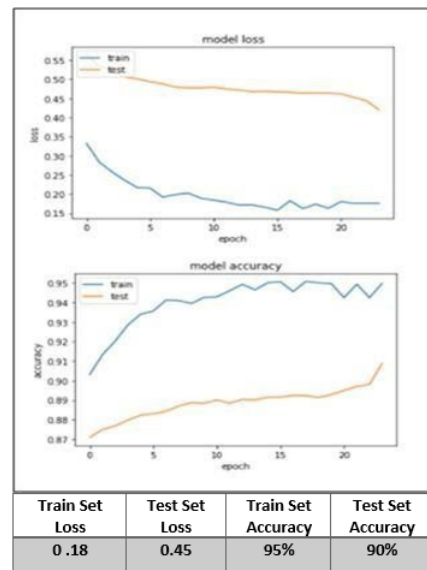 model loss
train
test
0.55
0.50
0.45
0.40
0.35
0.30
0.25
0.20
0.15
loss
0 5 10 15 20
epoch
model accuracy
train
test
0.95
0.94
0.93
0.92
0.91
0.90
0.89
0.88
0.87
accuracy
0 5 10 15 20
epoch
Train Set Test Set Train Set Test Set
Loss Loss Accuracy Accuracy
0 .18 0.45 95% 90%